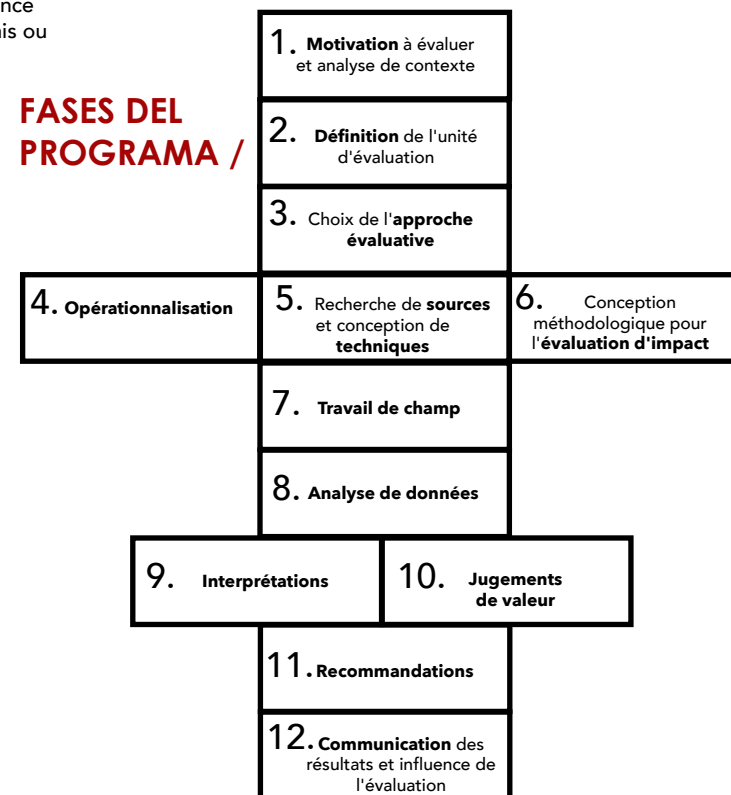 is ou
FASES DEL
PROGRAMA /
1. Motivation à évaluer
et analyse de contexte
2. Définition de l'unité
d'évaluation
3. Choix de l'approche
évaluative
4. Opérationnalisation
5. Recherche de sources
et conception de
techniques
6. Conception
méthodologique pour
l'évaluation d'impact
7. Travail de champ
8. Analyse de données
9. Interprétations
10. Jugements
de valeur
11. Recommandations
12. Communication des
résultats et influence de
l'évaluation